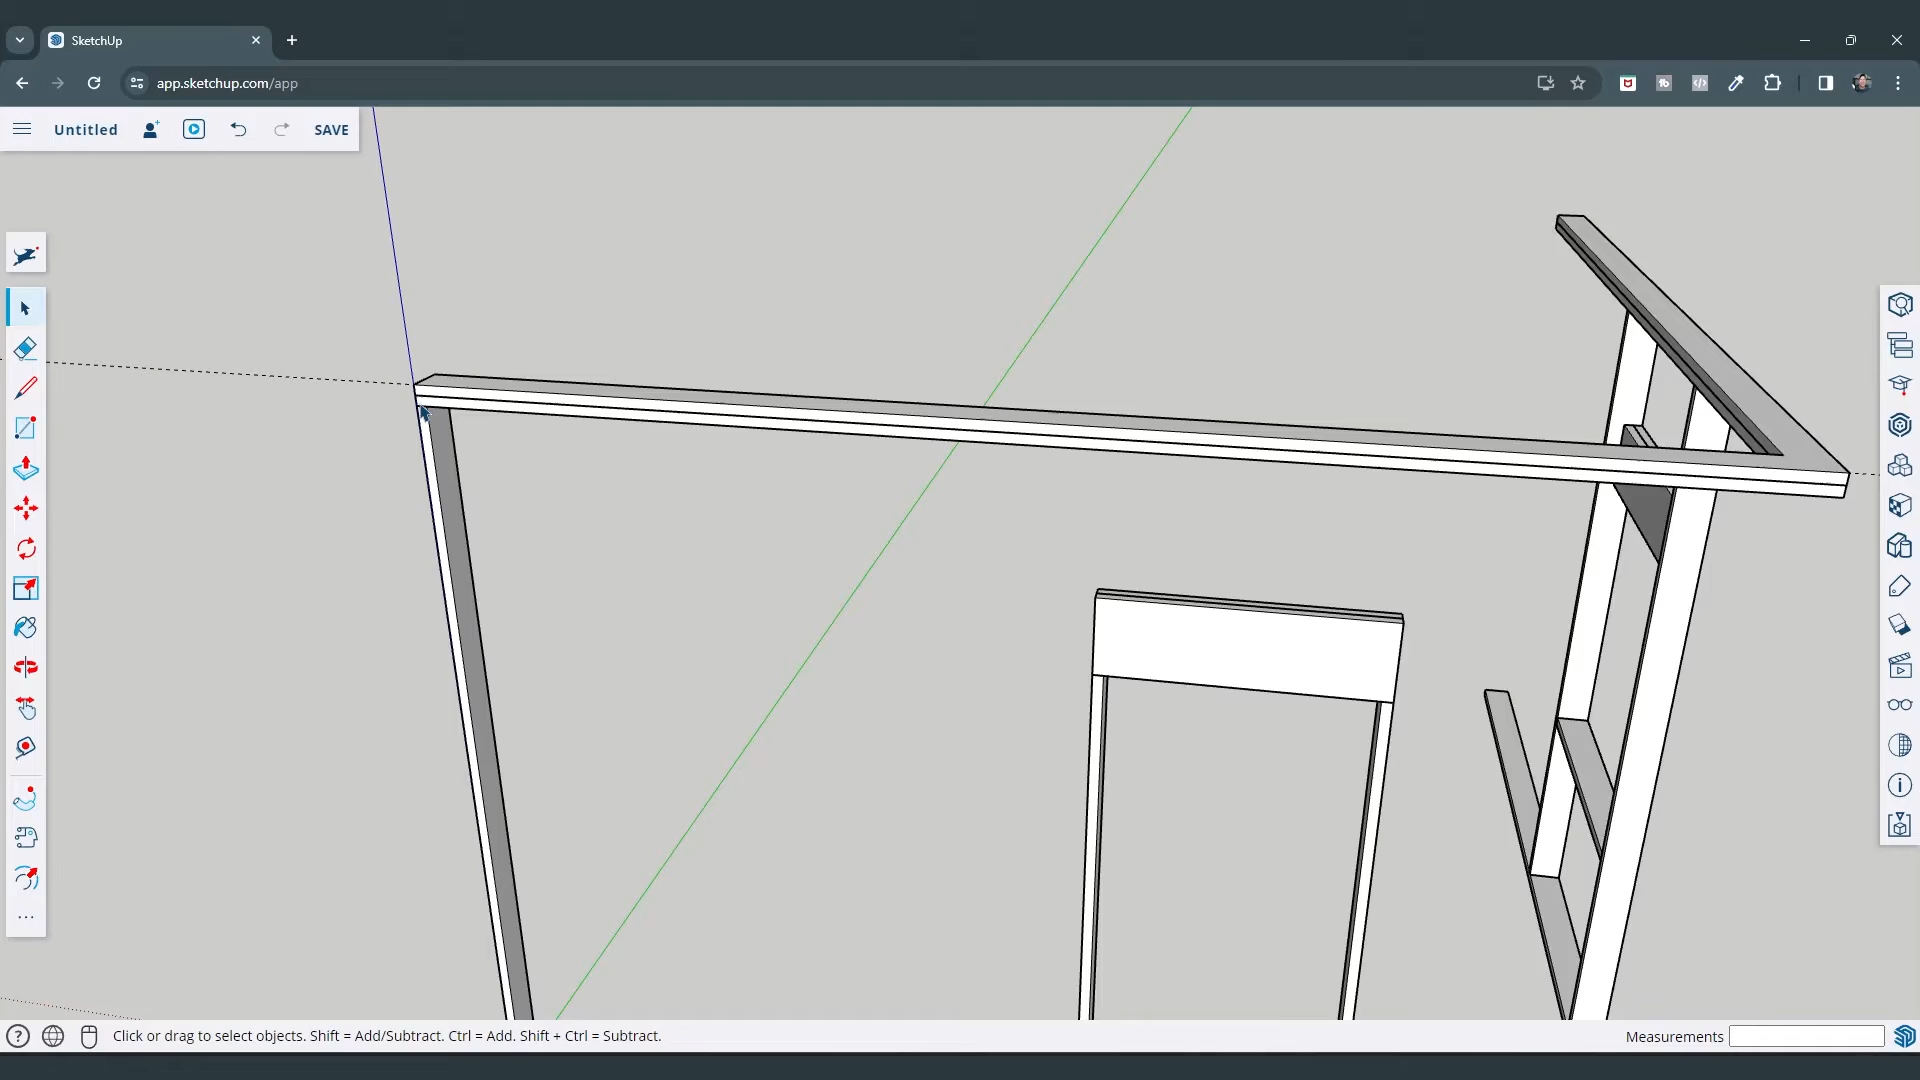 SketchUp
app.sketchup.com/app
Untitled
SAVE
Click or drag to select objects. Shift = Add/Subtract. Ctrl = Add. Shift + Ctrl = Subtract.
Measurements